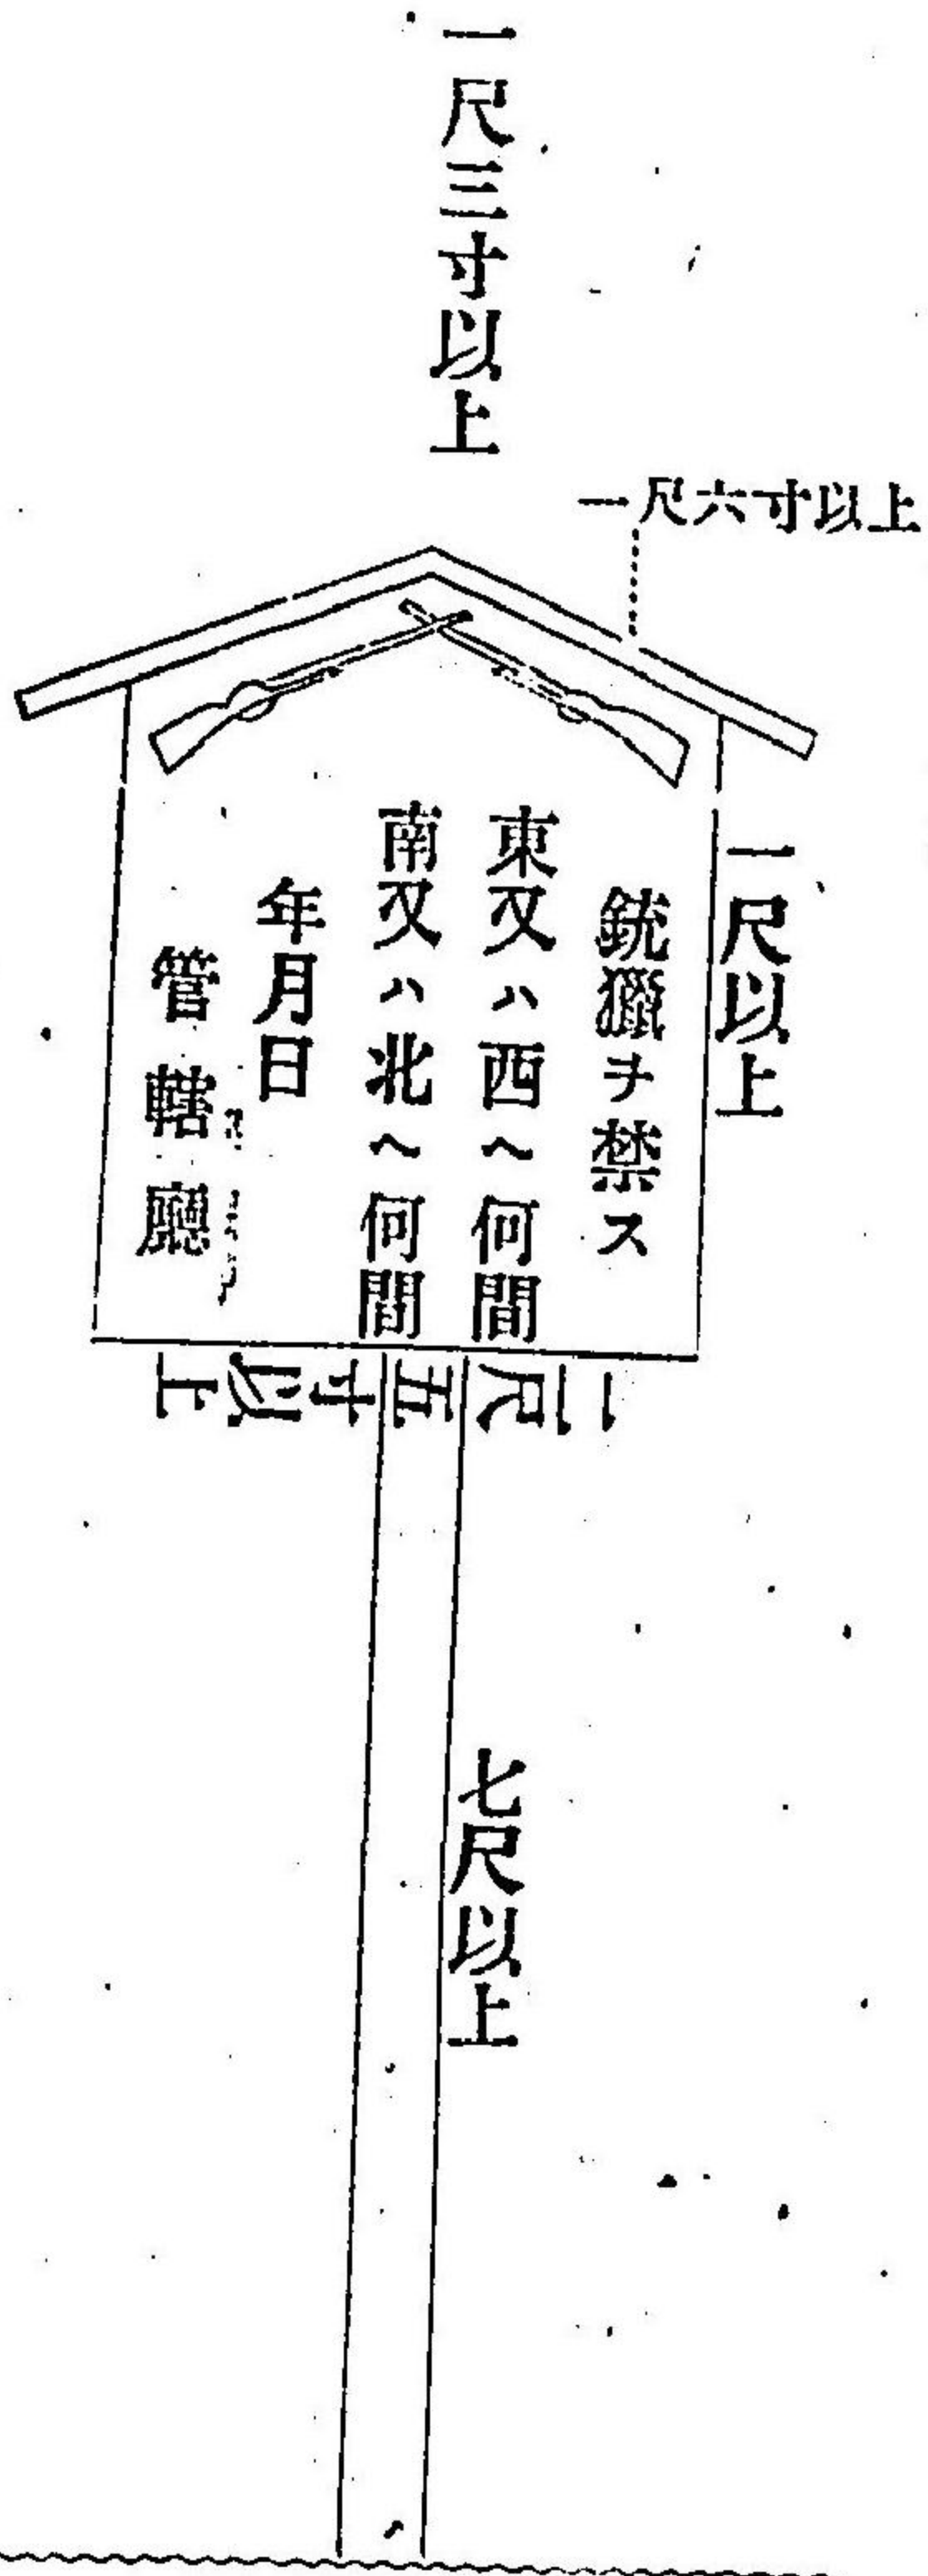 一尺三寸以上
一尺六寸以上
一尺以上
銃獵ヲ禁ス
東又ハ西ヘ何間
南又ハ北ヘ何間
年月日
管轄廳
二尺五寸以上
七尺以上